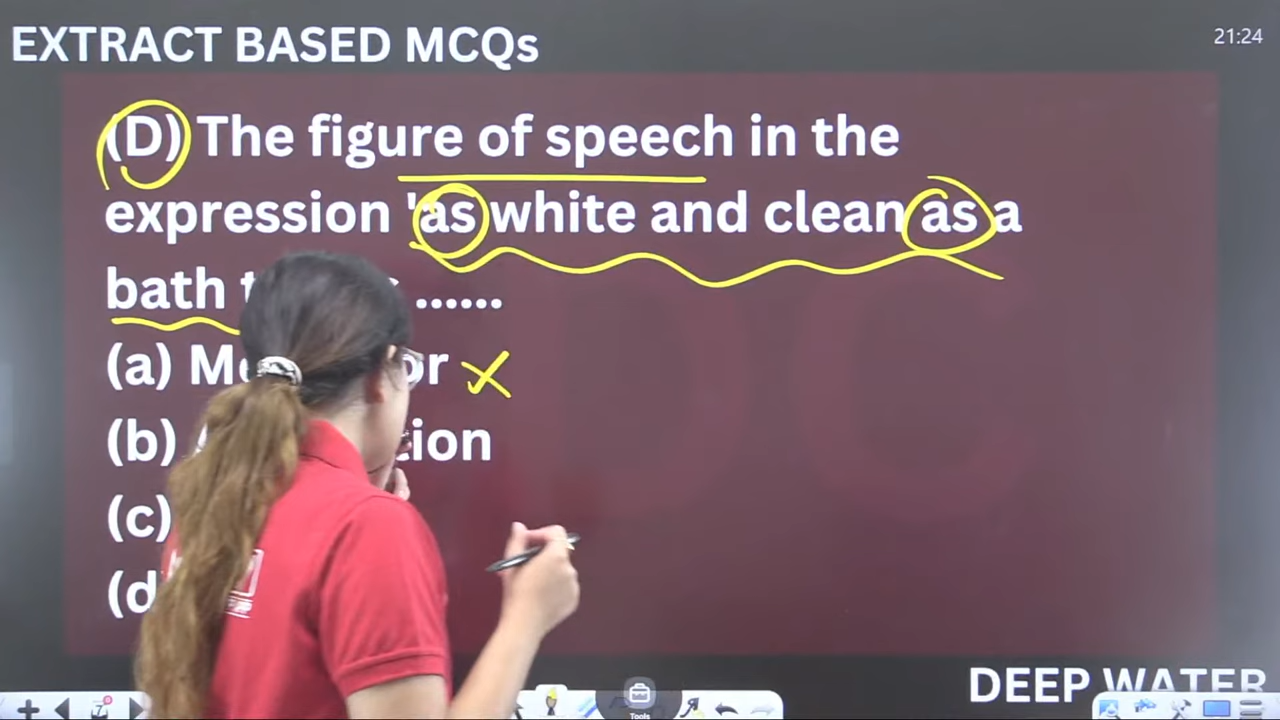 EXTRACT BASED MCQs
21:24
(D) The figure of speech in the
expression 'as white and clean as a
bath ......
(a)
(b)
(c)
(d
DEEP WATER
Tools